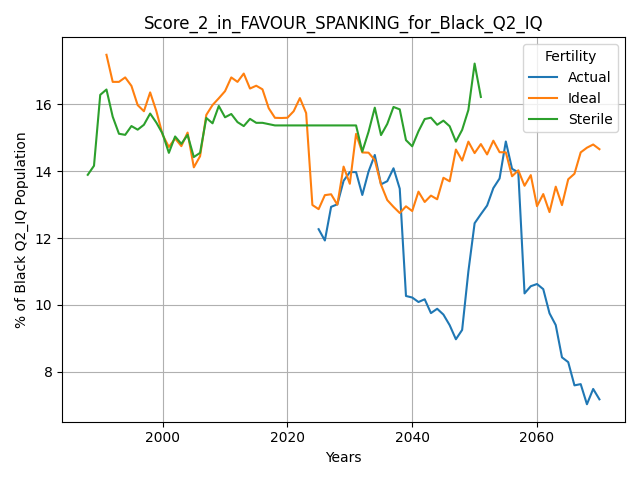 Score_2_in_FAVOUR_SPANKING_for_Black_Q2_IQ
Fertility
Actual
Ideal
Sterile
% of Black Q2_IQ Population
16
14
12
10
8
2000 2020 2040 2060
Years